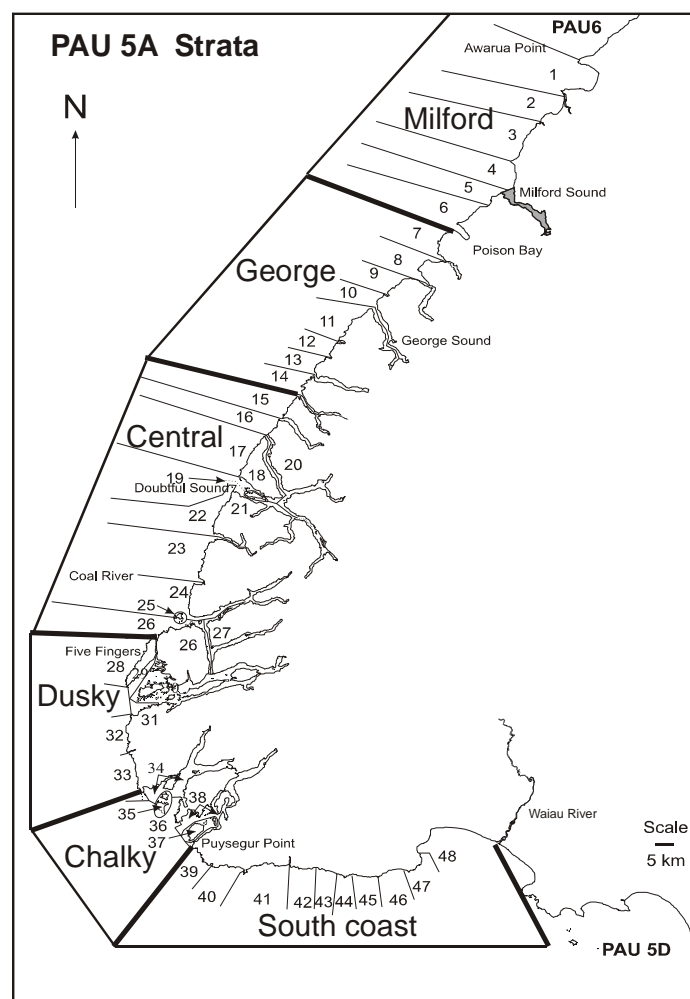 PAU 5A Strata
PAU6
Awarua Point
N
1
2
Milford
3
4
5
Milford Sound
6
7
Poison Bay
8
George
9
10
11
George Sound
12
13
14
15
16
Central
17
20
18
19
Doubtful Sound
21
22
23
Coal River
24
25
26
27
26
Five Fingers
28
Dusky
31
32
34
33
38
35
36
37
Waiau River
Scale
5 km
Puysegur Point
Chalky
48
39
47
40
41
42
43
44
45
46
South coast
PAU 5D